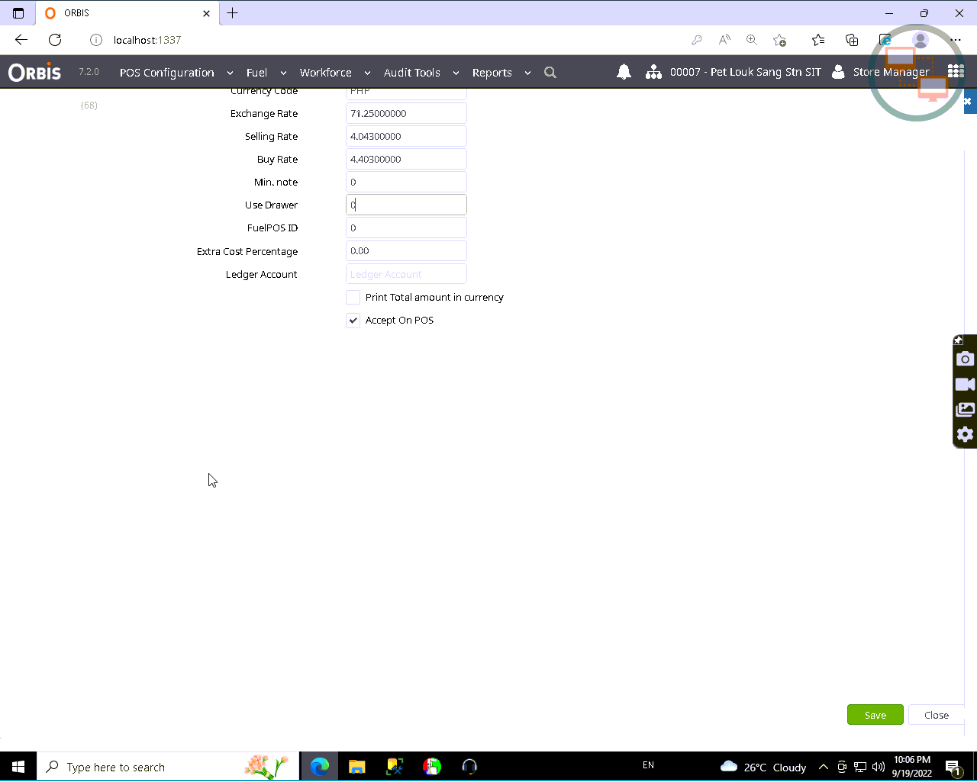 ORBIS
localhost:1337
ORBIS 7.2.0 POS Configuration Fuel Workforce Audit Tools Reports 00007 - Pet Louk Sang Stn SIT Store Manager
(68)
Currency Code PHP
Exchange Rate 71.25000000
Selling Rate 4.04300000
Buy Rate 4.40300000
Min. note 0
Use Drawer 0
FuelPOS ID 0
Extra Cost Percentage 0.00
Ledger Account Ledger Account
Print Total amount in currency
Accept On POS
Save Close
Type here to search EN 26°C Cloudy 10:06 PM
9/19/2022 1